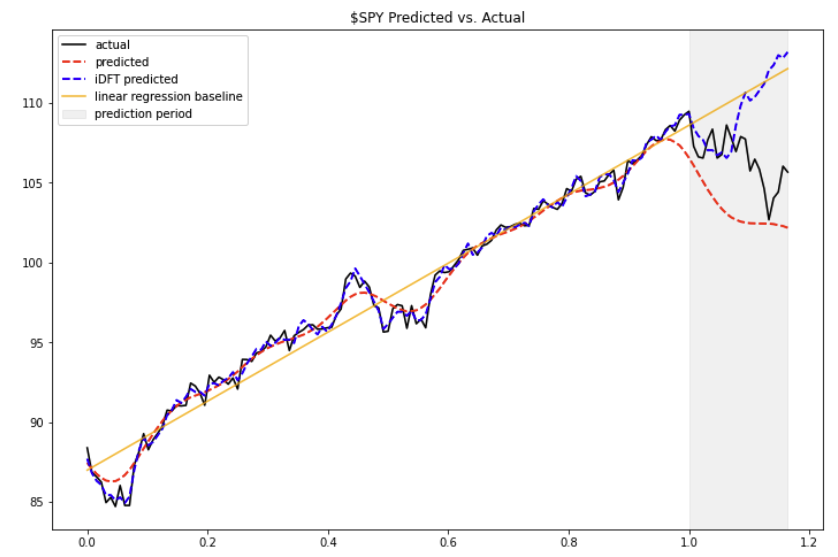 $SPY Predicted vs. Actual
actual
predicted
iDFT predicted
linear regression baseline
prediction period
110
105
100
95
90
85
0.0 0.2 0.4 0.6 0.8 1.0 1.2